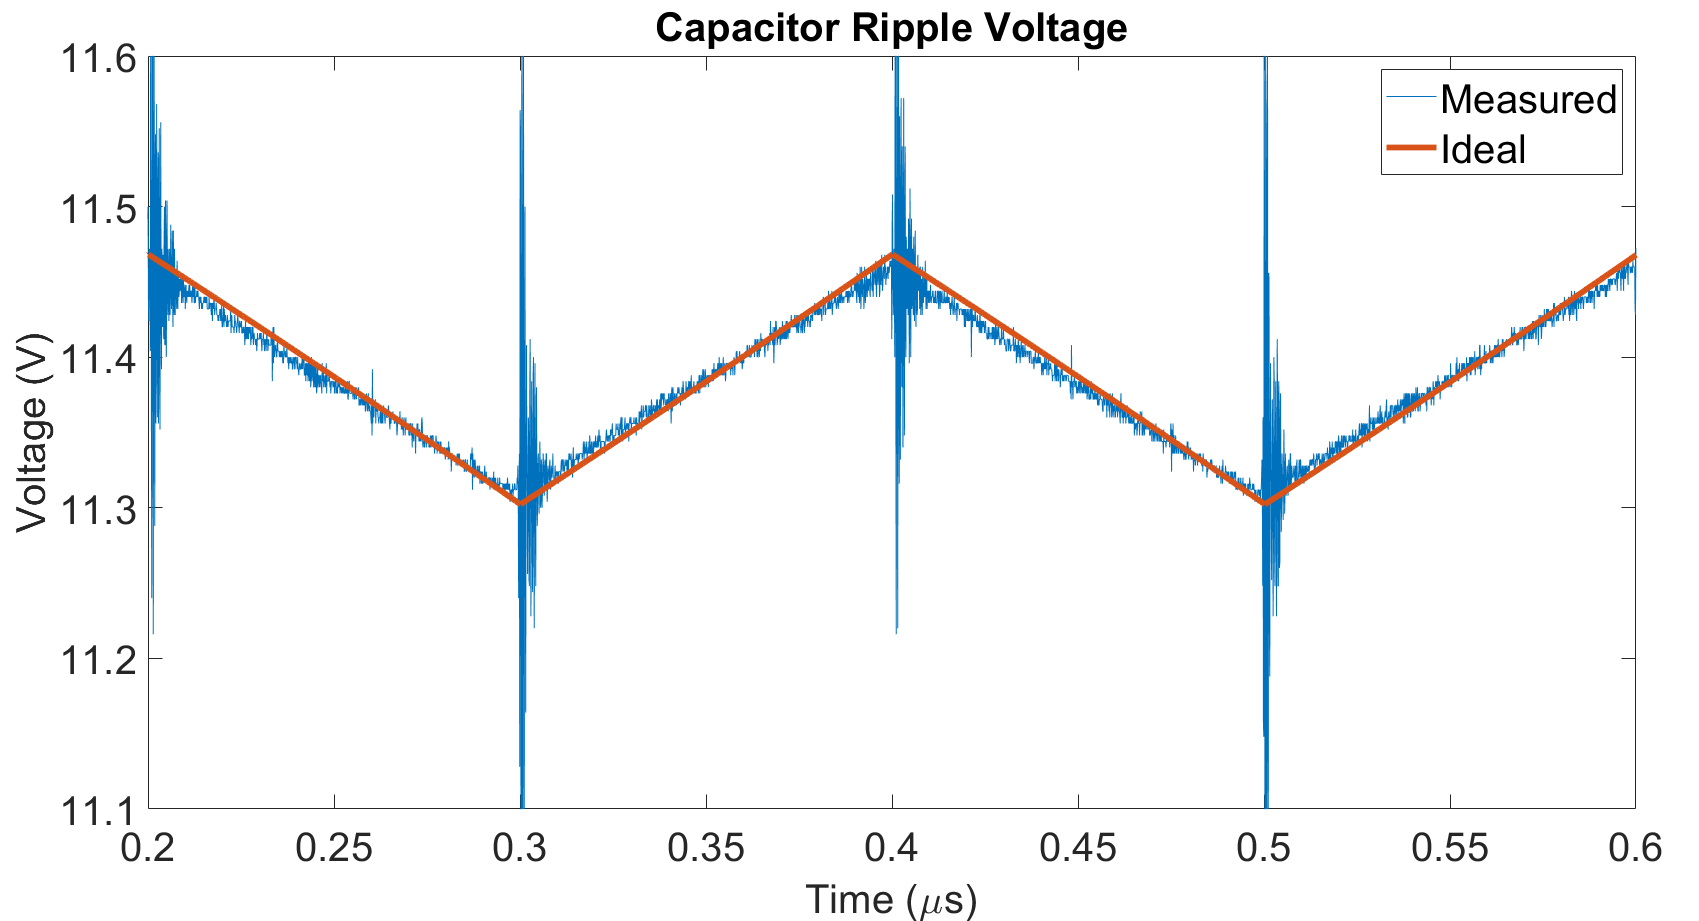 Capacitor Ripple Voltage
Measured
Ideal
Voltage (V)
11.6
11.5
11.4
11.3
11.2
11.1
0.2 0.25 0.3 0.35 0.4 0.45 0.5 0.55 0.6
Time (μs)